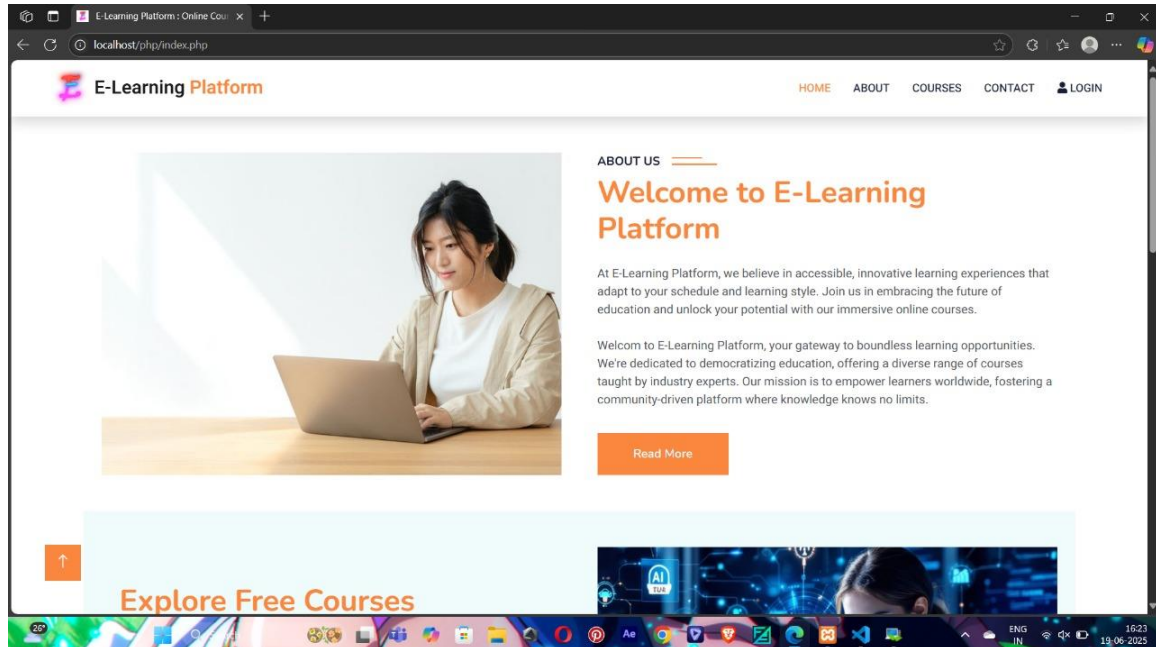 E-Learning Platform : Online Cour
localhost/php/index.php
E-Learning Platform
HOME ABOUT COURSES CONTACT LOGIN
ABOUT US
Welcome to E-Learning
Platform
At E-Learning Platform, we believe in accessible, innovative learning experiences that
adapt to your schedule and learning style. Join us in embracing the future of
education and unlock your potential with our immersive online courses.
Welcom to E-Learning Platform, your gateway to boundless learning opportunities.
We're dedicated to democratizing education, offering a diverse range of courses
taught by industry experts. Our mission is to empower learners worldwide, fostering a
community-driven platform where knowledge knows no limits.
Read More
Explore Free Courses
AI
26°
Ae
ENG
IN
16:23
19-06-2025